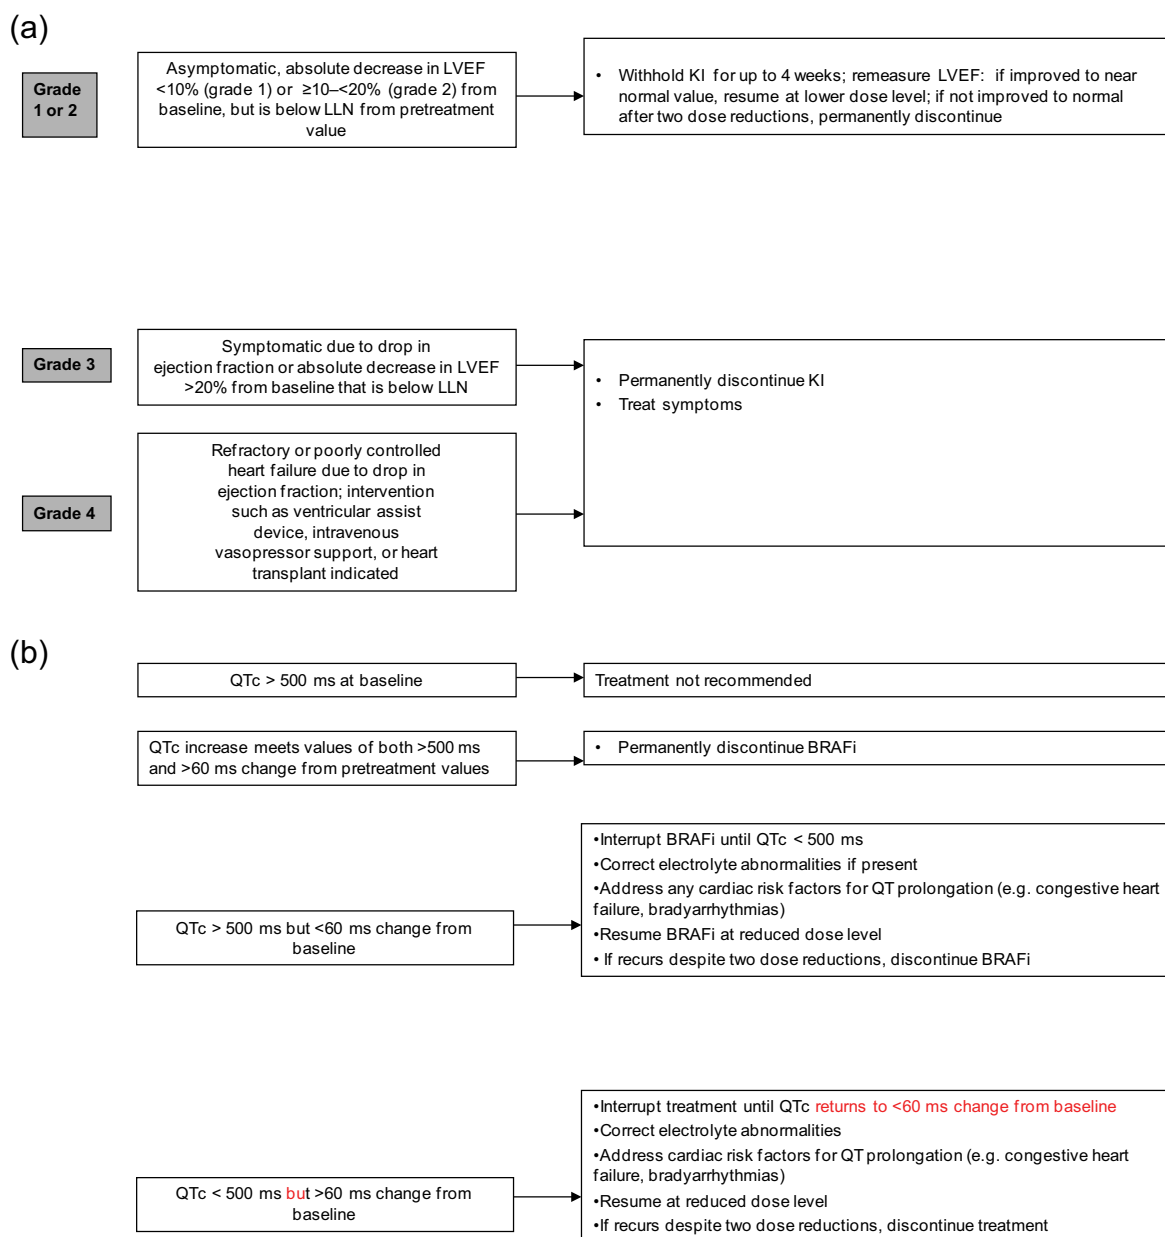 (a)
Grade
1 or 2
Asymptomatic, absolute decrease in LVEF
<10% (grade 1) or ≥10–<20% (grade 2) from
baseline, but is below LLN from pretreatment
value
• Withhold KI for up to 4 weeks; remeasure LVEF: if improved to near
normal value, resume at lower dose level; if not improved to normal
after two dose reductions, permanently discontinue
Grade 3
Symptomatic due to drop in
ejection fraction or absolute decrease in LVEF
>20% from baseline that is below LLN
• Permanently discontinue KI
• Treat symptoms
Grade 4
Refractory or poorly controlled
heart failure due to drop in
ejection fraction; intervention
such as ventricular assist
device, intravenous
vasopressor support, or heart
transplant indicated
(b)
QTc > 500 ms at baseline
Treatment not recommended
QTc increase meets values of both >500 ms
and >60 ms change from pretreatment values
• Permanently discontinue BRAFi
QTc > 500 ms but <60 ms change from
baseline
•Interrupt BRAFi until QTc < 500 ms
•Correct electrolyte abnormalities if present
•Address any cardiac risk factors for QT prolongation (e.g. congestive heart
failure, bradyarrhythmias)
•Resume BRAFi at reduced dose level
• If recurs despite two dose reductions, discontinue BRAFi
QTc < 500 ms but >60 ms change from
baseline
•Interrupt treatment until QTc returns to <60 ms change from baseline
•Correct electrolyte abnormalities
•Address cardiac risk factors for QT prolongation (e.g. congestive heart
failure, bradyarrhythmias)
•Resume at reduced dose level
•If recurs despite two dose reductions, discontinue treatment